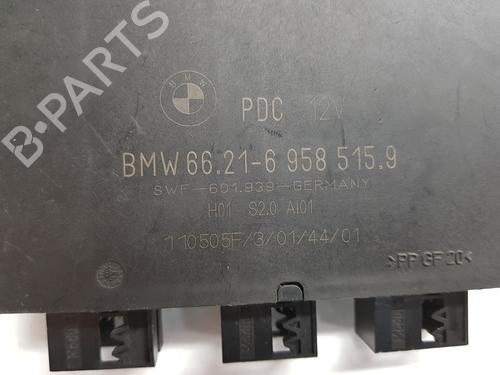 BMW
PDC 12V
BMW 66.21-6 958 515.9
SWF-601.939-GERMANY
H01 S2.0 AI01
110505F/3/01/44/01
>PP GF 20<
B-PARTS